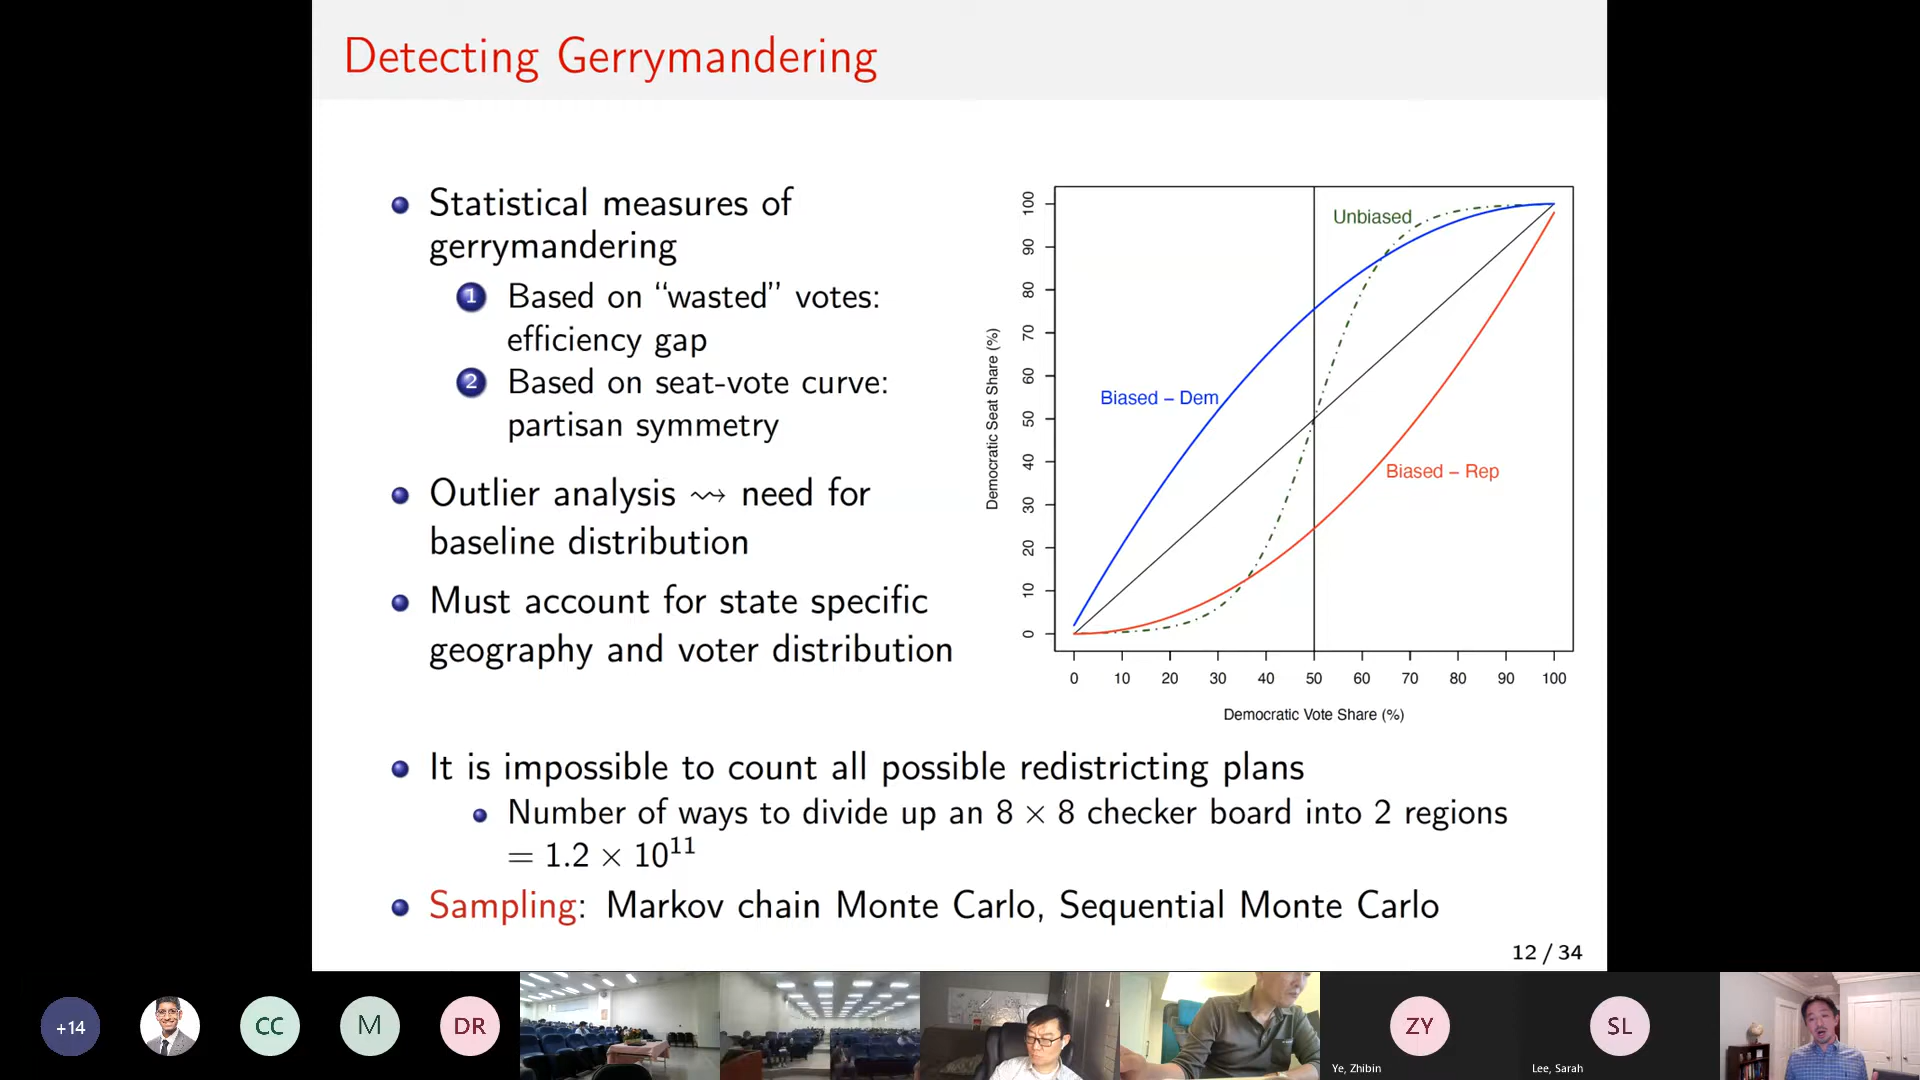 Detecting Gerrymandering
Statistical measures of
gerrymandering
1 Based on “wasted” votes:
efficiency gap
2 Based on seat-vote curve:
partisan symmetry
Outlier analysis ⇝ need for
baseline distribution
Must account for state specific
geography and voter distribution
Democratic Seat Share (%)
100
90
80
70
60
50
40
30
20
10
0
Unbiased
Biased – Dem
Biased – Rep
0 10 20 30 40 50 60 70 80 90 100
Democratic Vote Share (%)
It is impossible to count all possible redistricting plans
Number of ways to divide up an 8 × 8 checker board into 2 regions
= 1.2 × 10¹¹
Sampling: Markov chain Monte Carlo, Sequential Monte Carlo
12 / 34
+14
CC
M
DR
ZY
Ye, Zhibin
SL
Lee, Sarah